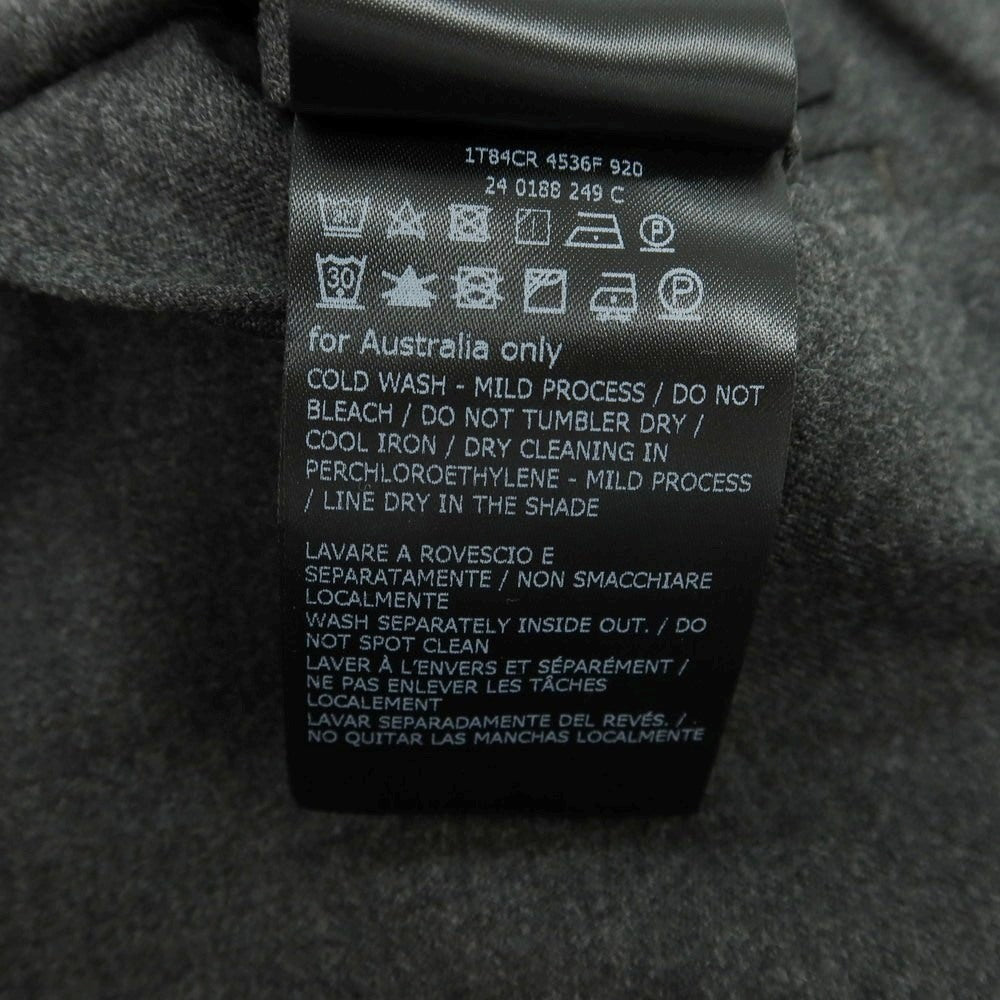 1T84CR 4536F 920
24 0188 249 C
30
P
30
P
for Australia only
COLD WASH - MILD PROCESS / DO NOT
BLEACH / DO NOT TUMBLER DRY /
COOL IRON / DRY CLEANING IN
PERCHLOROETHYLENE - MILD PROCESS
/ LINE DRY IN THE SHADE
LAVARE A ROVESCIO E
SEPARATAMENTE / NON SMACCHIARE
LOCALMENTE
WASH SEPARATELY INSIDE OUT. / DO
NOT SPOT CLEAN
LAVER À L'ENVERS ET SÉPARÉMENT /
NE PAS ENLEVER LES TÂCHES
LOCALEMENT
LAVAR SEPARADAMENTE DEL REVÉS. /
NO QUITAR LAS MANCHAS LOCALMENTE